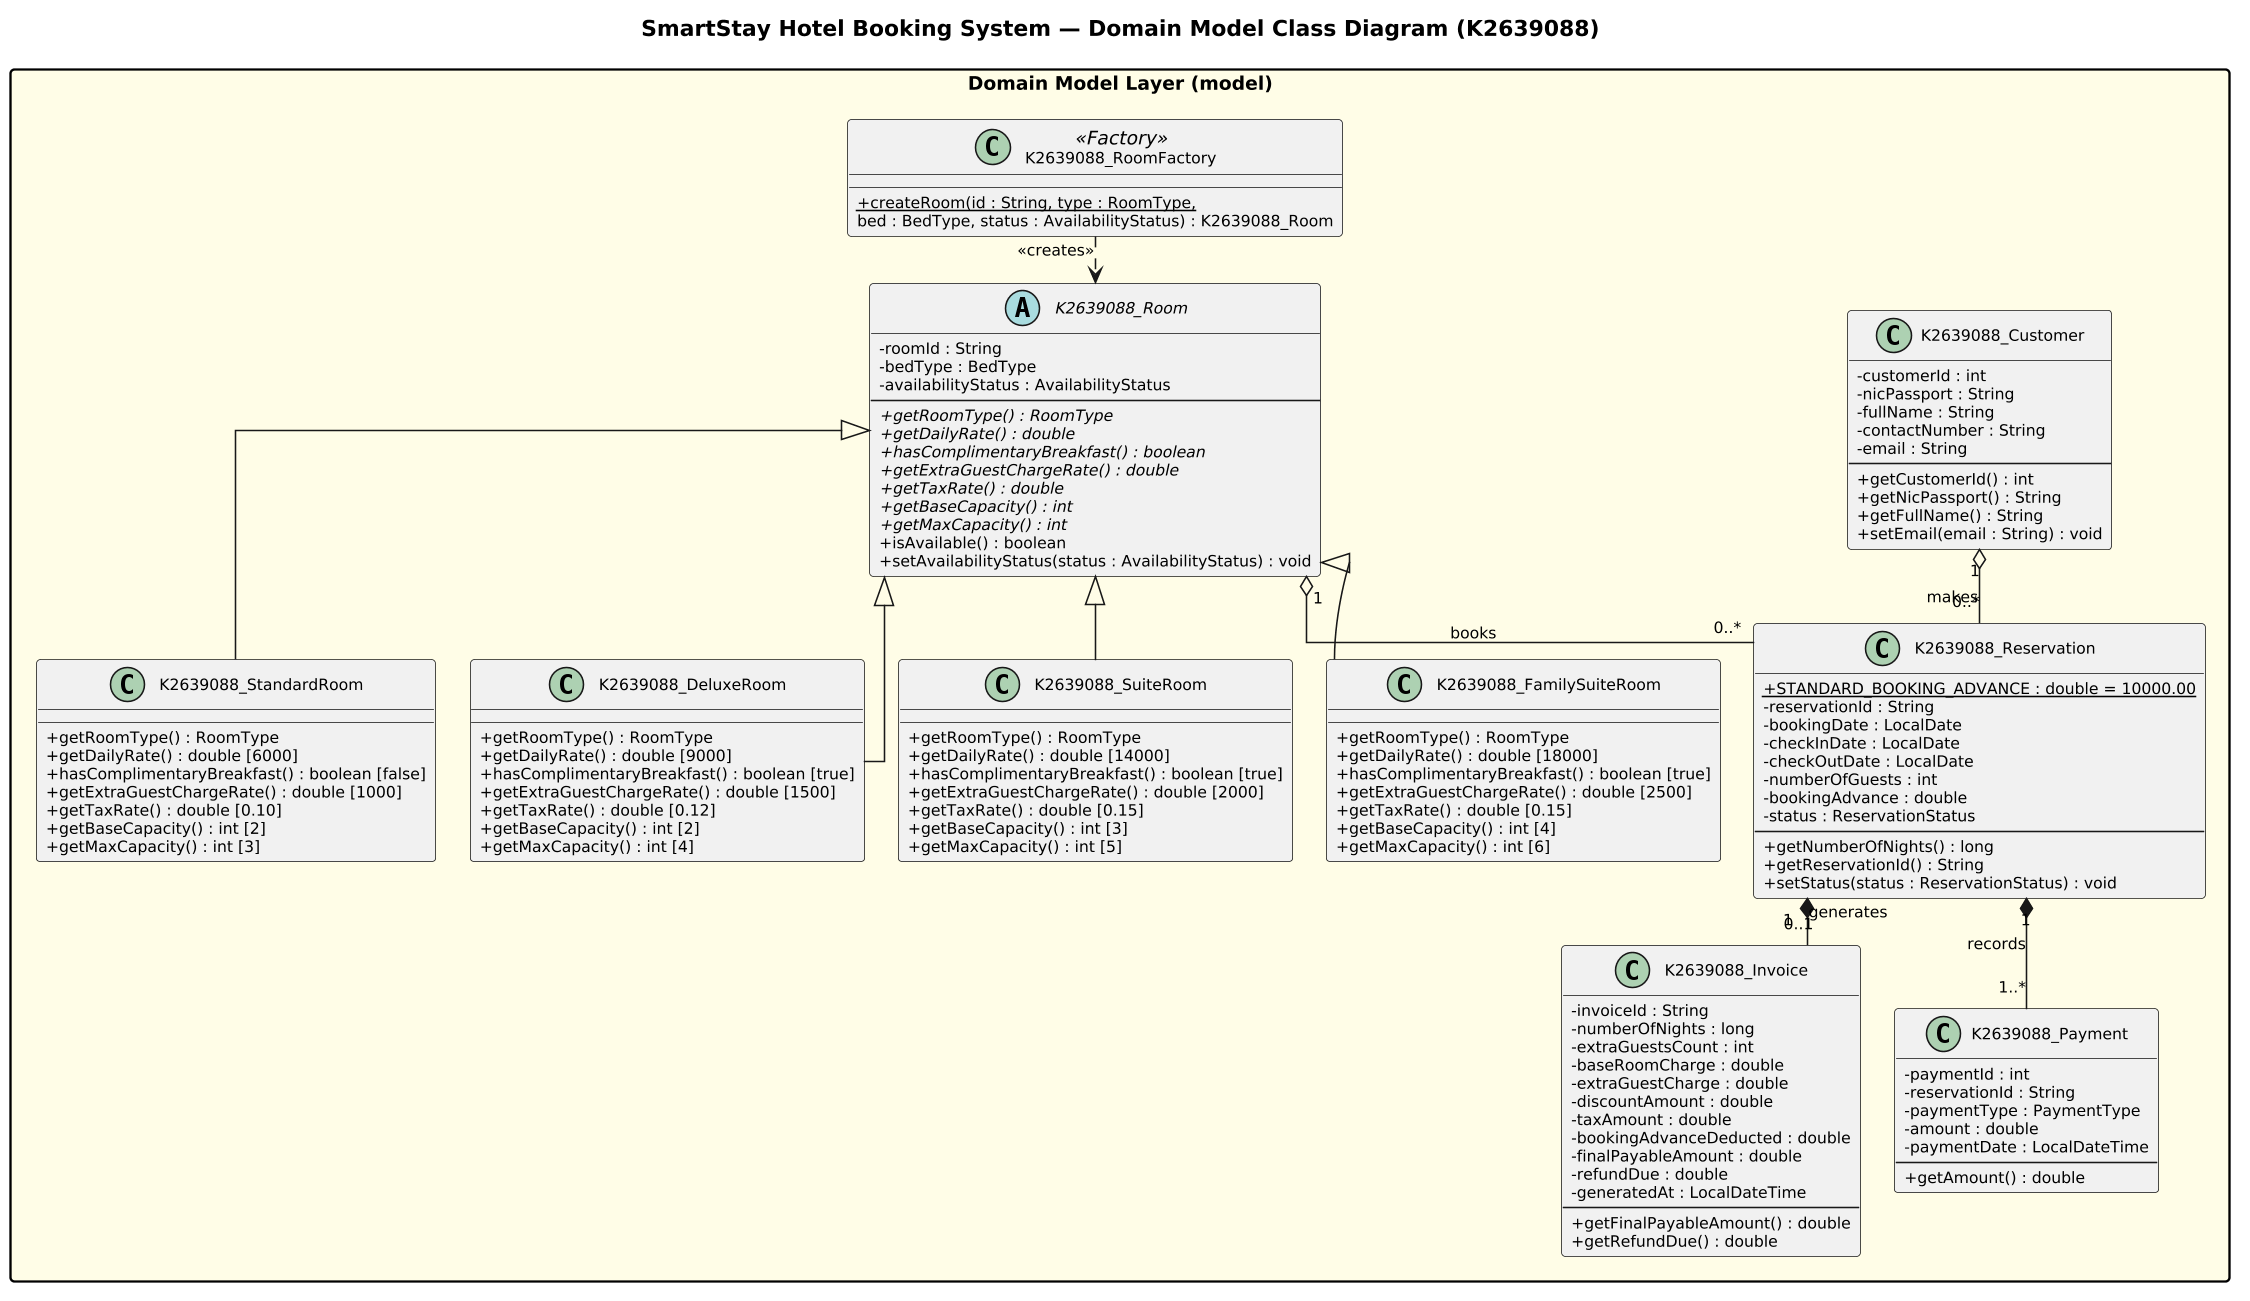 SmartStay Hotel Booking System — Domain Model Class Diagram (K2639088)
Domain Model Layer (model)
C
«Factory»
K2639088_RoomFactory
+createRoom(id : String, type : RoomType,
bed : BedType, status : AvailabilityStatus) : K2639088_Room
«creates»
A
K2639088_Room
-roomId : String
-bedType : BedType
-availabilityStatus : AvailabilityStatus
+getRoomType() : RoomType
+getDailyRate() : double
+hasComplimentaryBreakfast() : boolean
+getExtraGuestChargeRate() : double
+getTaxRate() : double
+getBaseCapacity() : int
+getMaxCapacity() : int
+isAvailable() : boolean
+setAvailabilityStatus(status : AvailabilityStatus) : void
C
K2639088_Customer
-customerId : int
-nicPassport : String
-fullName : String
-contactNumber : String
-email : String
+getCustomerId() : int
+getNicPassport() : String
+getFullName() : String
+setEmail(email : String) : void
1
makes
0..*
1
books
0..*
C
K2639088_StandardRoom
+getRoomType() : RoomType
+getDailyRate() : double [6000]
+hasComplimentaryBreakfast() : boolean [false]
+getExtraGuestChargeRate() : double [1000]
+getTaxRate() : double [0.10]
+getBaseCapacity() : int [2]
+getMaxCapacity() : int [3]
C
K2639088_DeluxeRoom
+getRoomType() : RoomType
+getDailyRate() : double [9000]
+hasComplimentaryBreakfast() : boolean [true]
+getExtraGuestChargeRate() : double [1500]
+getTaxRate() : double [0.12]
+getBaseCapacity() : int [2]
+getMaxCapacity() : int [4]
C
K2639088_SuiteRoom
+getRoomType() : RoomType
+getDailyRate() : double [14000]
+hasComplimentaryBreakfast() : boolean [true]
+getExtraGuestChargeRate() : double [2000]
+getTaxRate() : double [0.15]
+getBaseCapacity() : int [3]
+getMaxCapacity() : int [5]
C
K2639088_FamilySuiteRoom
+getRoomType() : RoomType
+getDailyRate() : double [18000]
+hasComplimentaryBreakfast() : boolean [true]
+getExtraGuestChargeRate() : double [2500]
+getTaxRate() : double [0.15]
+getBaseCapacity() : int [4]
+getMaxCapacity() : int [6]
C
K2639088_Reservation
+STANDARD_BOOKING_ADVANCE : double = 10000.00
-reservationId : String
-bookingDate : LocalDate
-checkInDate : LocalDate
-checkOutDate : LocalDate
-numberOfGuests : int
-bookingAdvance : double
-status : ReservationStatus
+getNumberOfNights() : long
+getReservationId() : String
+setStatus(status : ReservationStatus) : void
1
generates
0..1
1
records
1..*
C
K2639088_Invoice
-invoiceId : String
-numberOfNights : long
-extraGuestsCount : int
-baseRoomCharge : double
-extraGuestCharge : double
-discountAmount : double
-taxAmount : double
-bookingAdvanceDeducted : double
-finalPayableAmount : double
-refundDue : double
-generatedAt : LocalDateTime
+getFinalPayableAmount() : double
+getRefundDue() : double
C
K2639088_Payment
-paymentId : int
-reservationId : String
-paymentType : PaymentType
-amount : double
-paymentDate : LocalDateTime
+getAmount() : double